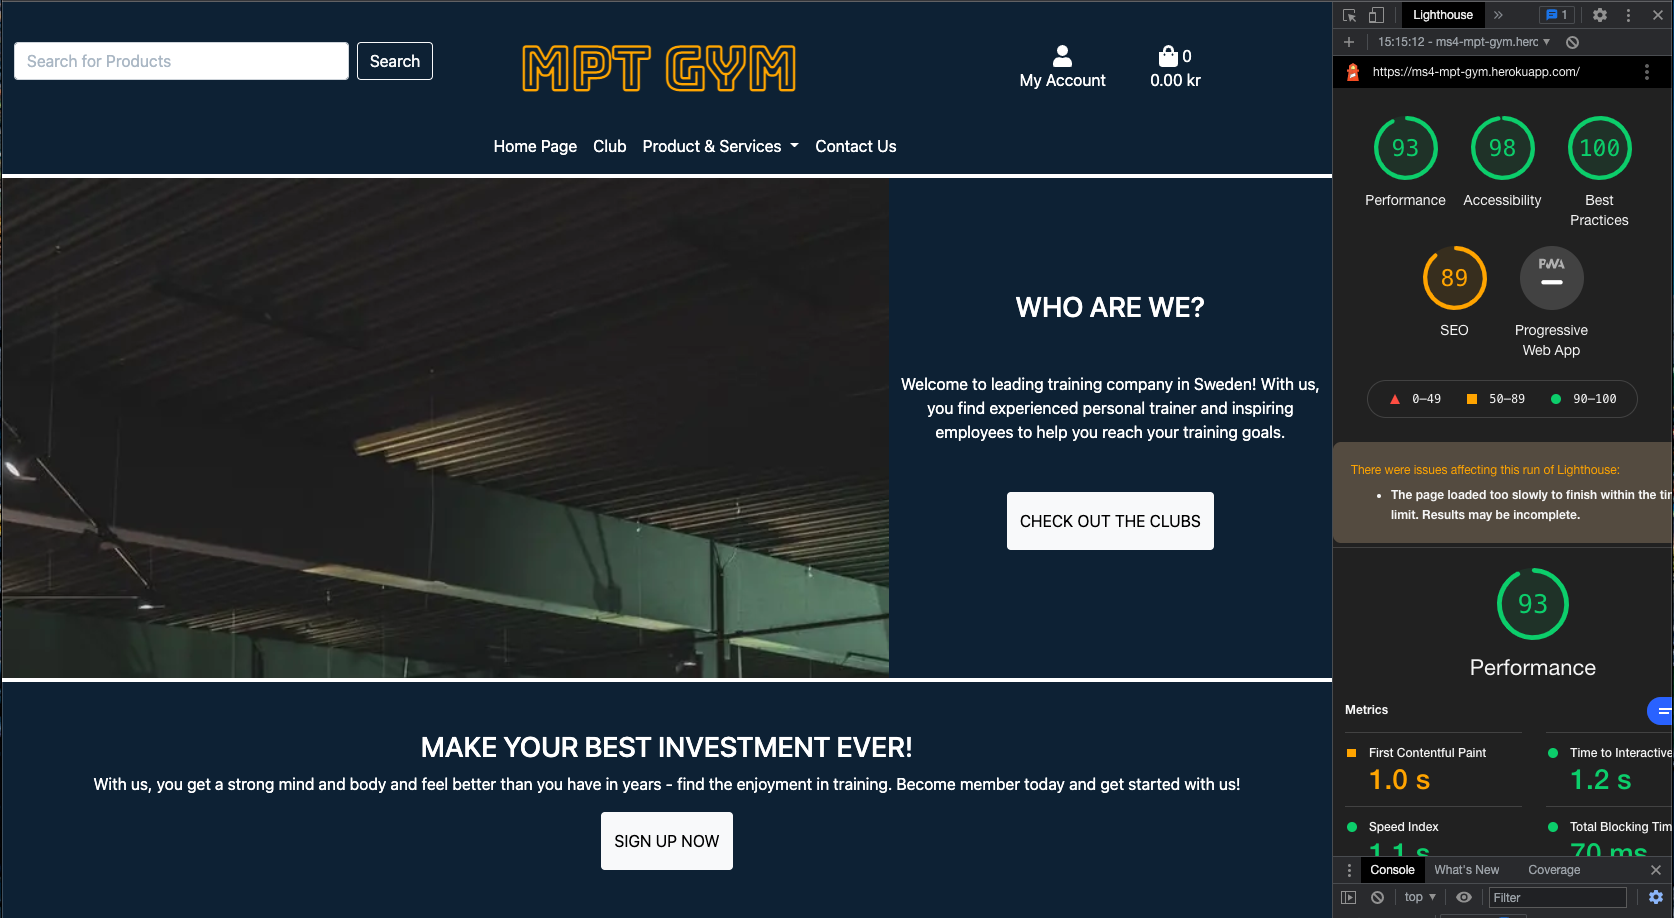 Search for Products
Search
MPT GYM
My Account
0
0.00 kr
Home Page Club Product & Services Contact Us
WHO ARE WE?
Welcome to leading training company in Sweden! With us,
you find experienced personal trainer and inspiring
employees to help you reach your training goals.
CHECK OUT THE CLUBS
MAKE YOUR BEST INVESTMENT EVER!
With us, you get a strong mind and body and feel better than you have in years - find the enjoyment in training. Become member today and get started with us!
SIGN UP NOW
Lighthouse
1
15:15:12 - ms4-mpt-gym.herc
https://ms4-mpt-gym.herokuapp.com/
93
Performance
98
Accessibility
100
Best
Practices
89
SEO
PWA
Progressive
Web App
0–49 50–89 90–100
There were issues affecting this run of Lighthouse:
The page loaded too slowly to finish within the
limit. Results may be incomplete.
93
Performance
Metrics
First Contentful Paint
1.0 s
Time to Interactive
1.2 s
Speed Index
1.1 s
Total Blocking Tim
70 ms
Console What's New Coverage
top
Filter